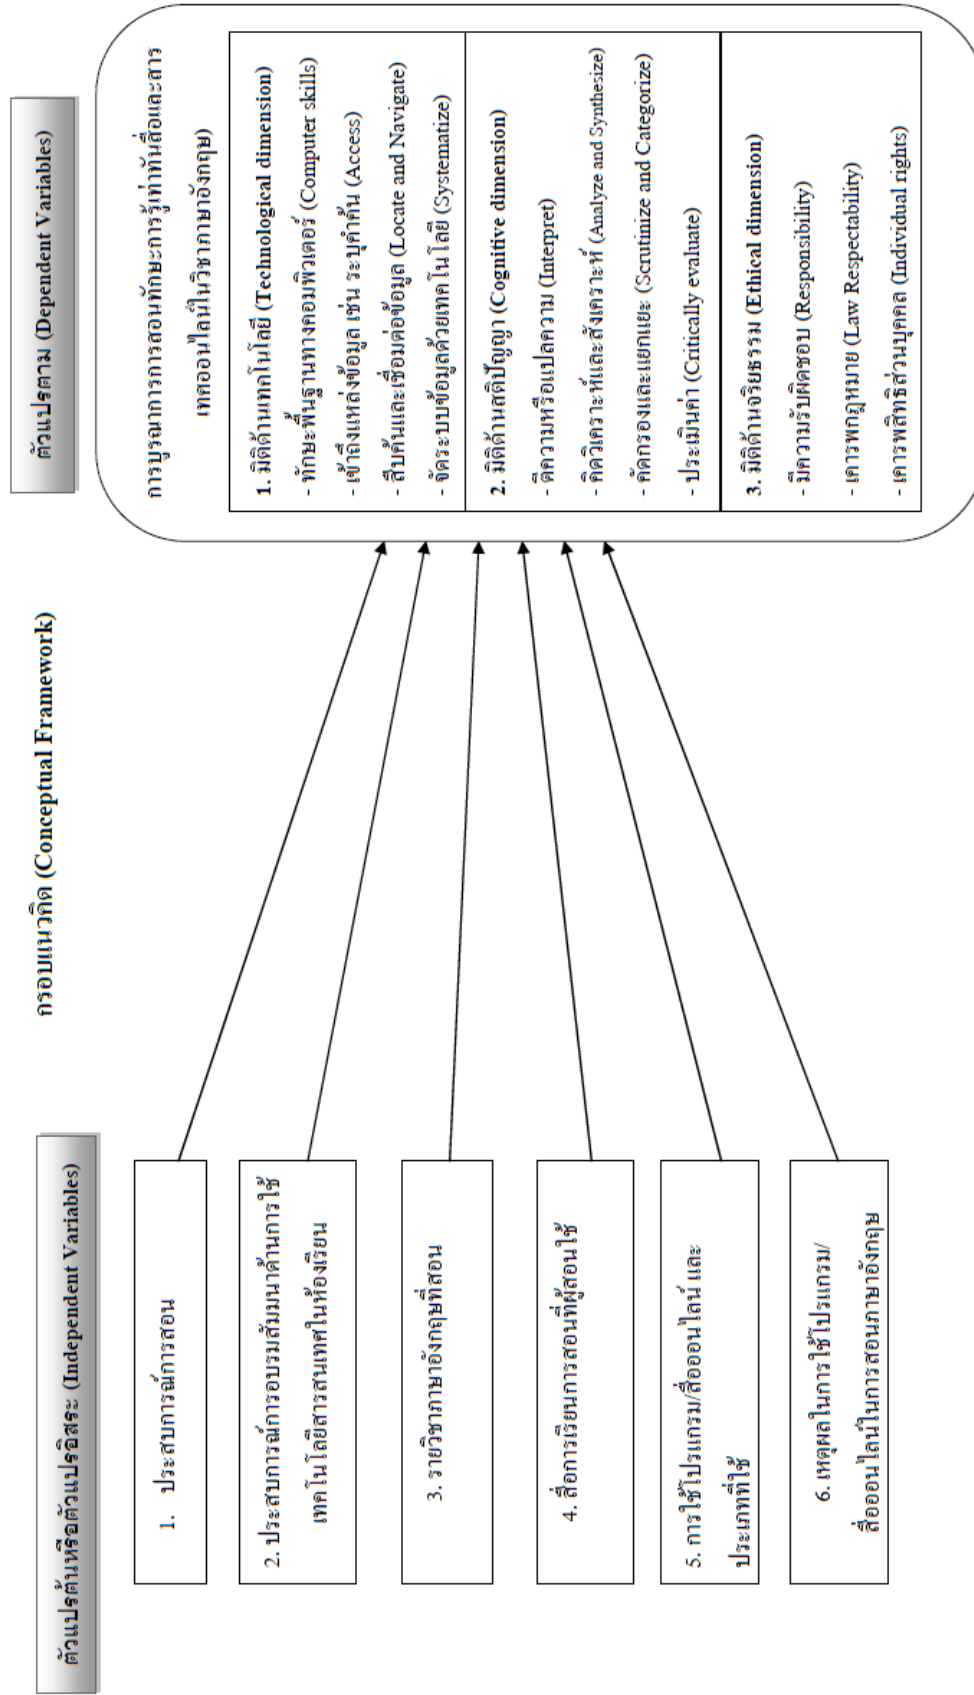 กรอบแนวคิด (Conceptual Framework)
ตัวแปรต้นหรือตัวแปรอิสระ (Independent Variables)
1. ประสบการณ์การสอน
2. ประสบการณ์การอบรมสัมมนาด้านการใช้
เทคโนโลยีสารสนเทศในห้องเรียน
3. รายวิชาภาษาอังกฤษที่สอน
4. สื่อการเรียนการสอนที่ผู้สอนใช้
5. การใช้โปรแกรม/สื่อออนไลน์ และ
ประเภทที่ใช้
6. เหตุผลในการใช้โปรแกรม/
สื่อออนไลน์ในการสอนภาษาอังกฤษ
ตัวแปรตาม (Dependent Variables)
การบูรณาการการสอนทักษะการรู้เท่าทันสื่อและสาร
เทศออนไลน์ในวิชาภาษาอังกฤษ)
1. มิติด้านเทคโนโลยี (Technological dimension)
- ทักษะพื้นฐานทางคอมพิวเตอร์ (Computer skills)
- เข้าถึงแหล่งข้อมูล เช่น ระบุคำค้น (Access)
- สืบค้นและเชื่อมต่อข้อมูล (Locate and Navigate)
- จัดระบบข้อมูลด้วยเทคโนโลยี (Systematize)
2. มิติด้านสติปัญญา (Cognitive dimension)
- ตีความหรือแปลความ (Interpret)
- คิดวิเคราะห์และสังเคราะห์ (Analyze and Synthesize)
- คัดกรองและแยกแยะ (Scrutinize and Categorize)
- ประเมินค่า (Critically evaluate)
3. มิติด้านจริยธรรม (Ethical dimension)
- มีความรับผิดชอบ (Responsibility)
- เคารพกฎหมาย (Law Respectability)
- เคารพสิทธิส่วนบุคคล (Individual rights)